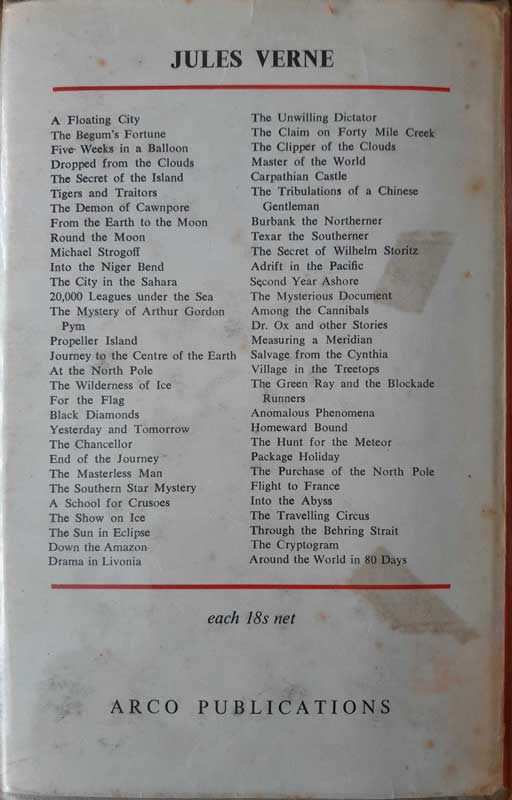 JULES VERNE
A Floating City
The Begum's Fortune
Five Weeks in a Balloon
Dropped from the Clouds
The Secret of the Island
Tigers and Traitors
The Demon of Cawnpore
From the Earth to the Moon
Round the Moon
Michael Strogoff
Into the Niger Bend
The City in the Sahara
20,000 Leagues under the Sea
The Mystery of Arthur Gordon
Pym
Propeller Island
Journey to the Centre of the Earth
At the North Pole
The Wilderness of Ice
For the Flag
Black Diamonds
Yesterday and Tomorrow
The Chancellor
End of the Journey
The Masterless Man
The Southern Star Mystery
A School for Crusoes
The Show on Ice
The Sun in Eclipse
Down the Amazon
Drama in Livonia
The Unwilling Dictator
The Claim on Forty Mile Creek
The Clipper of the Clouds
Master of the World
Carpathian Castle
The Tribulations of a Chinese
Gentleman
Burbank the Northerner
Texar the Southerner
The Secret of Wilhelm Storitz
Adrift in the Pacific
Second Year Ashore
The Mysterious Document
Among the Cannibals
Dr. Ox and other Stories
Measuring a Meridian
Salvage from the Cynthia
Village in the Treetops
The Green Ray and the Blockade
Runners
Anomalous Phenomena
Homeward Bound
The Hunt for the Meteor
Package Holiday
The Purchase of the North Pole
Flight to France
Into the Abyss
The Travelling Circus
Through the Behring Strait
The Cryptogram
Around the World in 80 Days
each 18s net
ARCO PUBLICATIONS